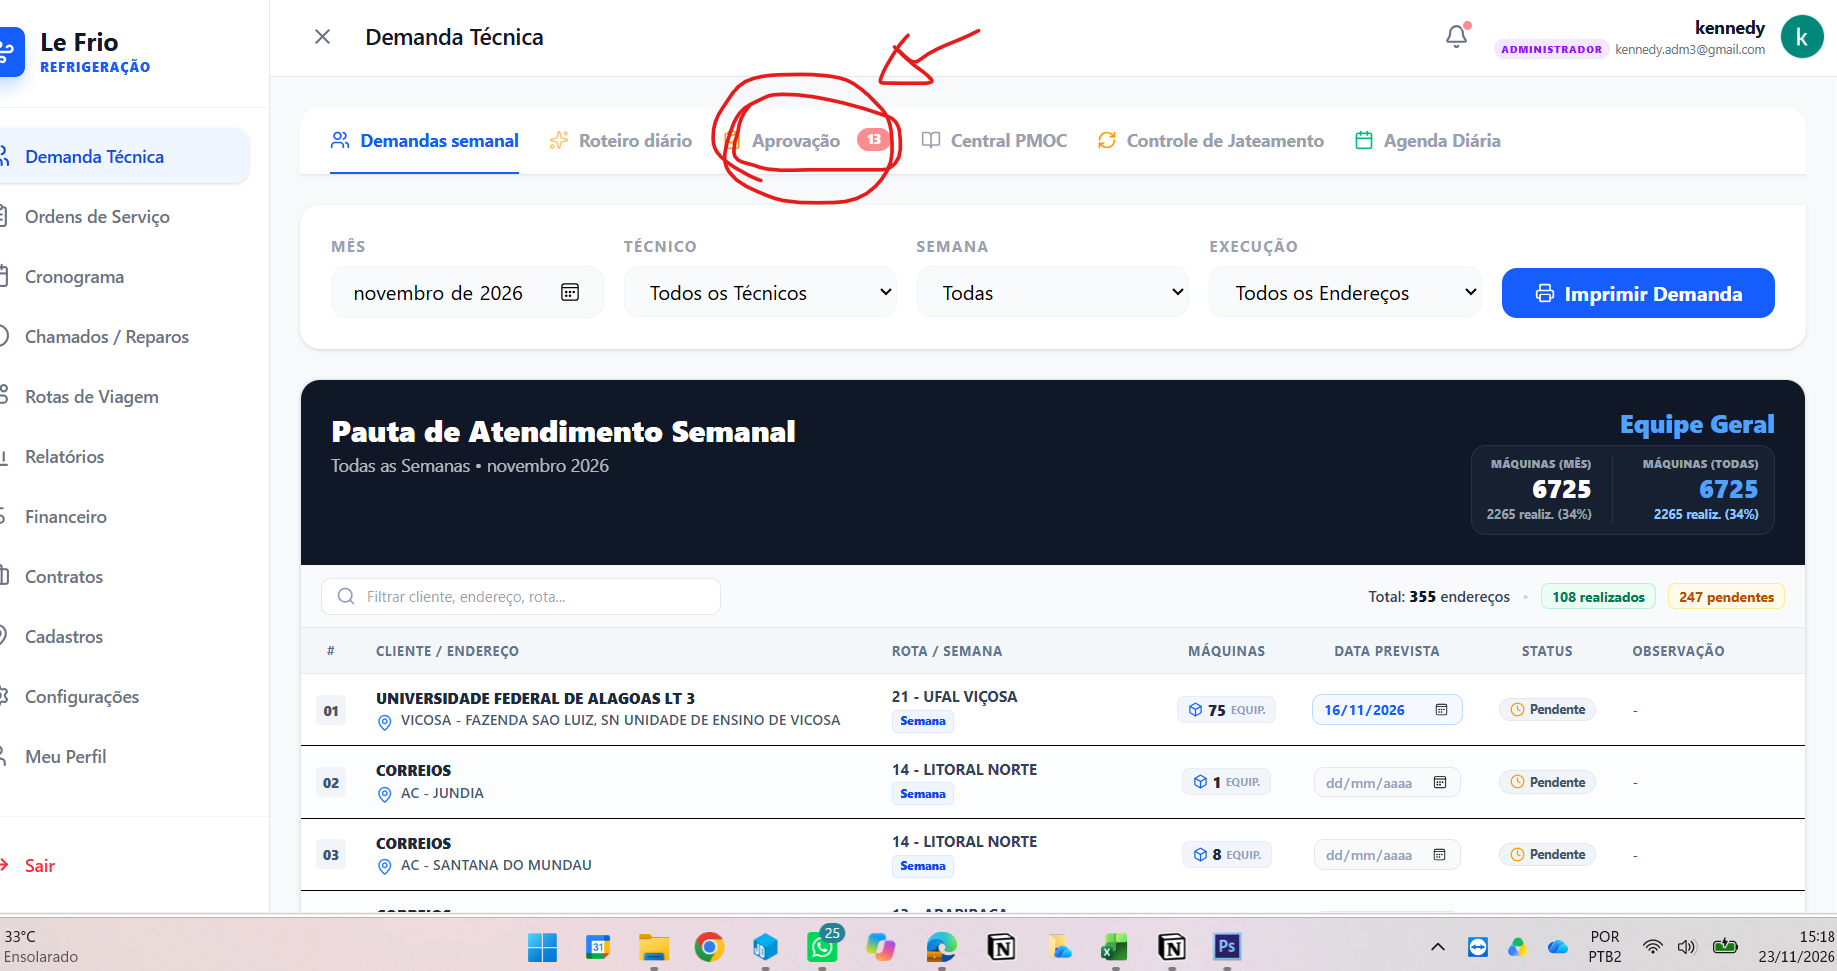 Le Frio
REFRIGERAÇÃO
Demanda Técnica
Ordens de Serviço
Cronograma
Chamados / Reparos
Rotas de Viagem
Relatórios
Financeiro
Contratos
Cadastros
Configurações
Meu Perfil
Sair
Demanda Técnica
kennedy
ADMINISTRADOR kennedy.adm3@gmail.com
k
Demandas semanal Roteiro diário Aprovação 13 Central PMOC Controle de Jateamento Agenda Diária
MÊS TÉCNICO SEMANA EXECUÇÃO
novembro de 2026 Todos os Técnicos Todas Todos os Endereços Imprimir Demanda
Pauta de Atendimento Semanal
Todas as Semanas • novembro 2026
Equipe Geral
MÁQUINAS (MÊS) MÁQUINAS (TODAS)
6725 6725
2265 realiz. (34%) 2265 realiz. (34%)
Filtrar cliente, endereço, rota...
Total: 355 endereços • 108 realizados 247 pendentes
# CLIENTE / ENDEREÇO ROTA / SEMANA MÁQUINAS DATA PREVISTA STATUS OBSERVAÇÃO
01 UNIVERSIDADE FEDERAL DE ALAGOAS LT 3 21 - UFAL VIÇOSA 75 EQUIP. 16/11/2026 Pendente -
VICOSA - FAZENDA SAO LUIZ, SN UNIDADE DE ENSINO DE VICOSA Semana
02 CORREIOS 14 - LITORAL NORTE 1 EQUIP. dd/mm/aaaa Pendente -
AC - JUNDIA Semana
03 CORREIOS 14 - LITORAL NORTE 8 EQUIP. dd/mm/aaaa Pendente -
AC - SANTANA DO MUNDAU Semana
33°C
Ensolarado
31
25
Ps
POR
PTB2
15:18
23/11/2026